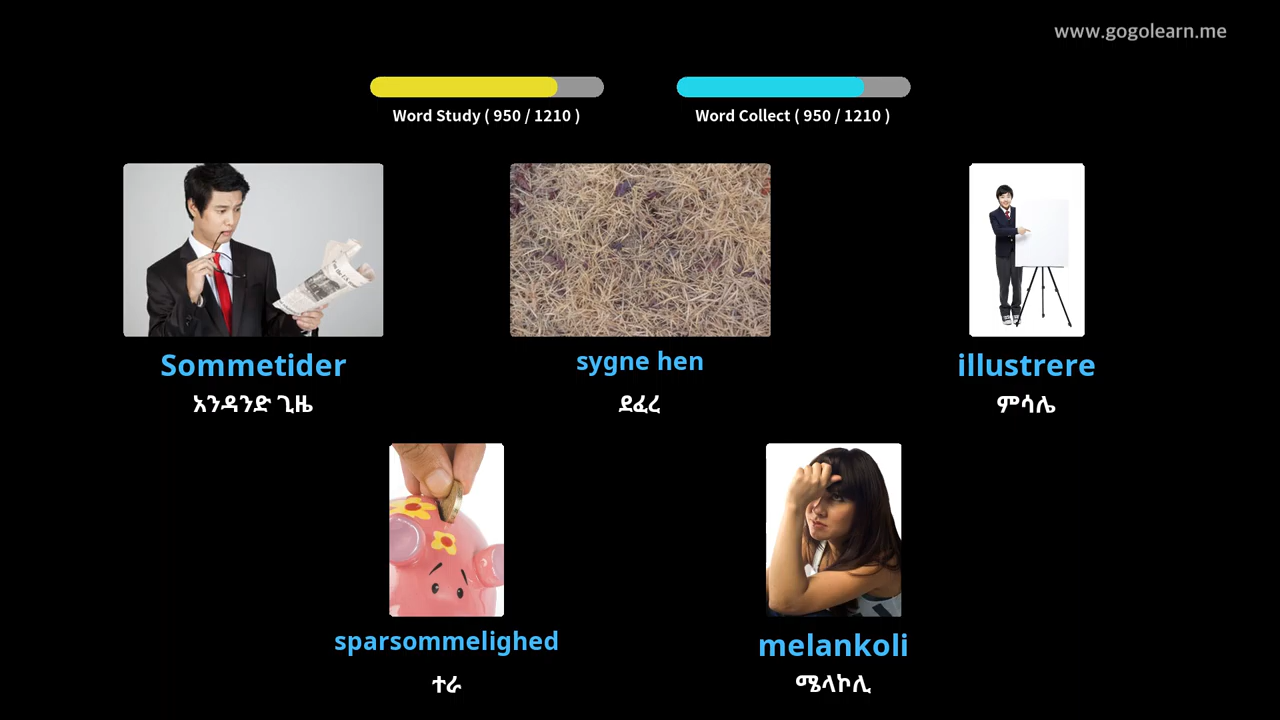 www.gogolearn.me
Word Study ( 950 / 1210 )
Word Collect ( 950 / 1210 )
Sommetider
sygne hen
illustrere
አንዳንድ ጊዜ
ደፈረ
ምሳሌ
sparsommelighed
melankoli
ተራ
ሜላኮሊ